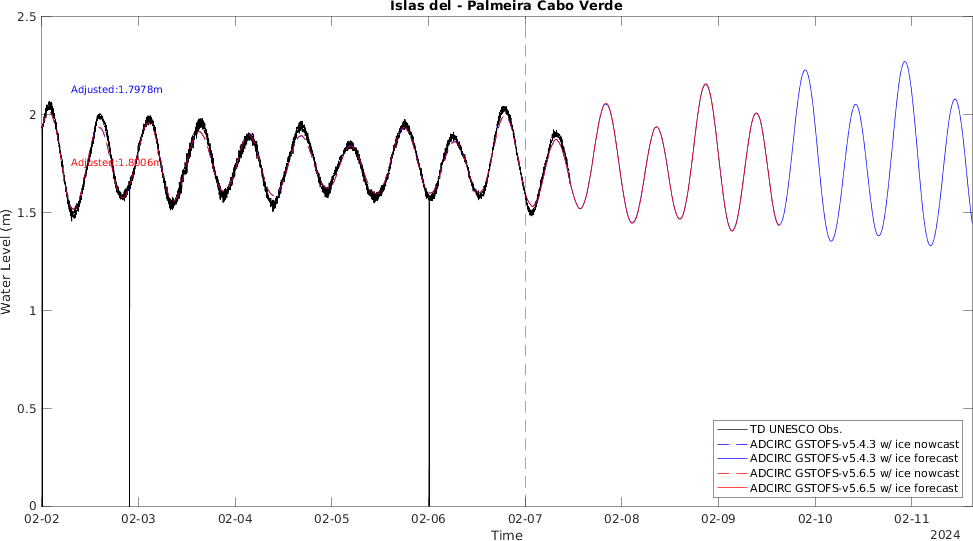 Islas del - Palmeira Cabo Verde
2.5
2
1.5
1
0.5
0
Water Level (m)
Adjusted:1.7978m
Adjusted:1.8006m
02-02 02-03 02-04 02-05 02-06 02-07 02-08 02-09 02-10 02-11
Time
2024
TD UNESCO Obs.
ADCIRC GSTOFS-v5.4.3 w/ ice nowcast
ADCIRC GSTOFS-v5.4.3 w/ ice forecast
ADCIRC GSTOFS-v5.6.5 w/ ice nowcast
ADCIRC GSTOFS-v5.6.5 w/ ice forecast